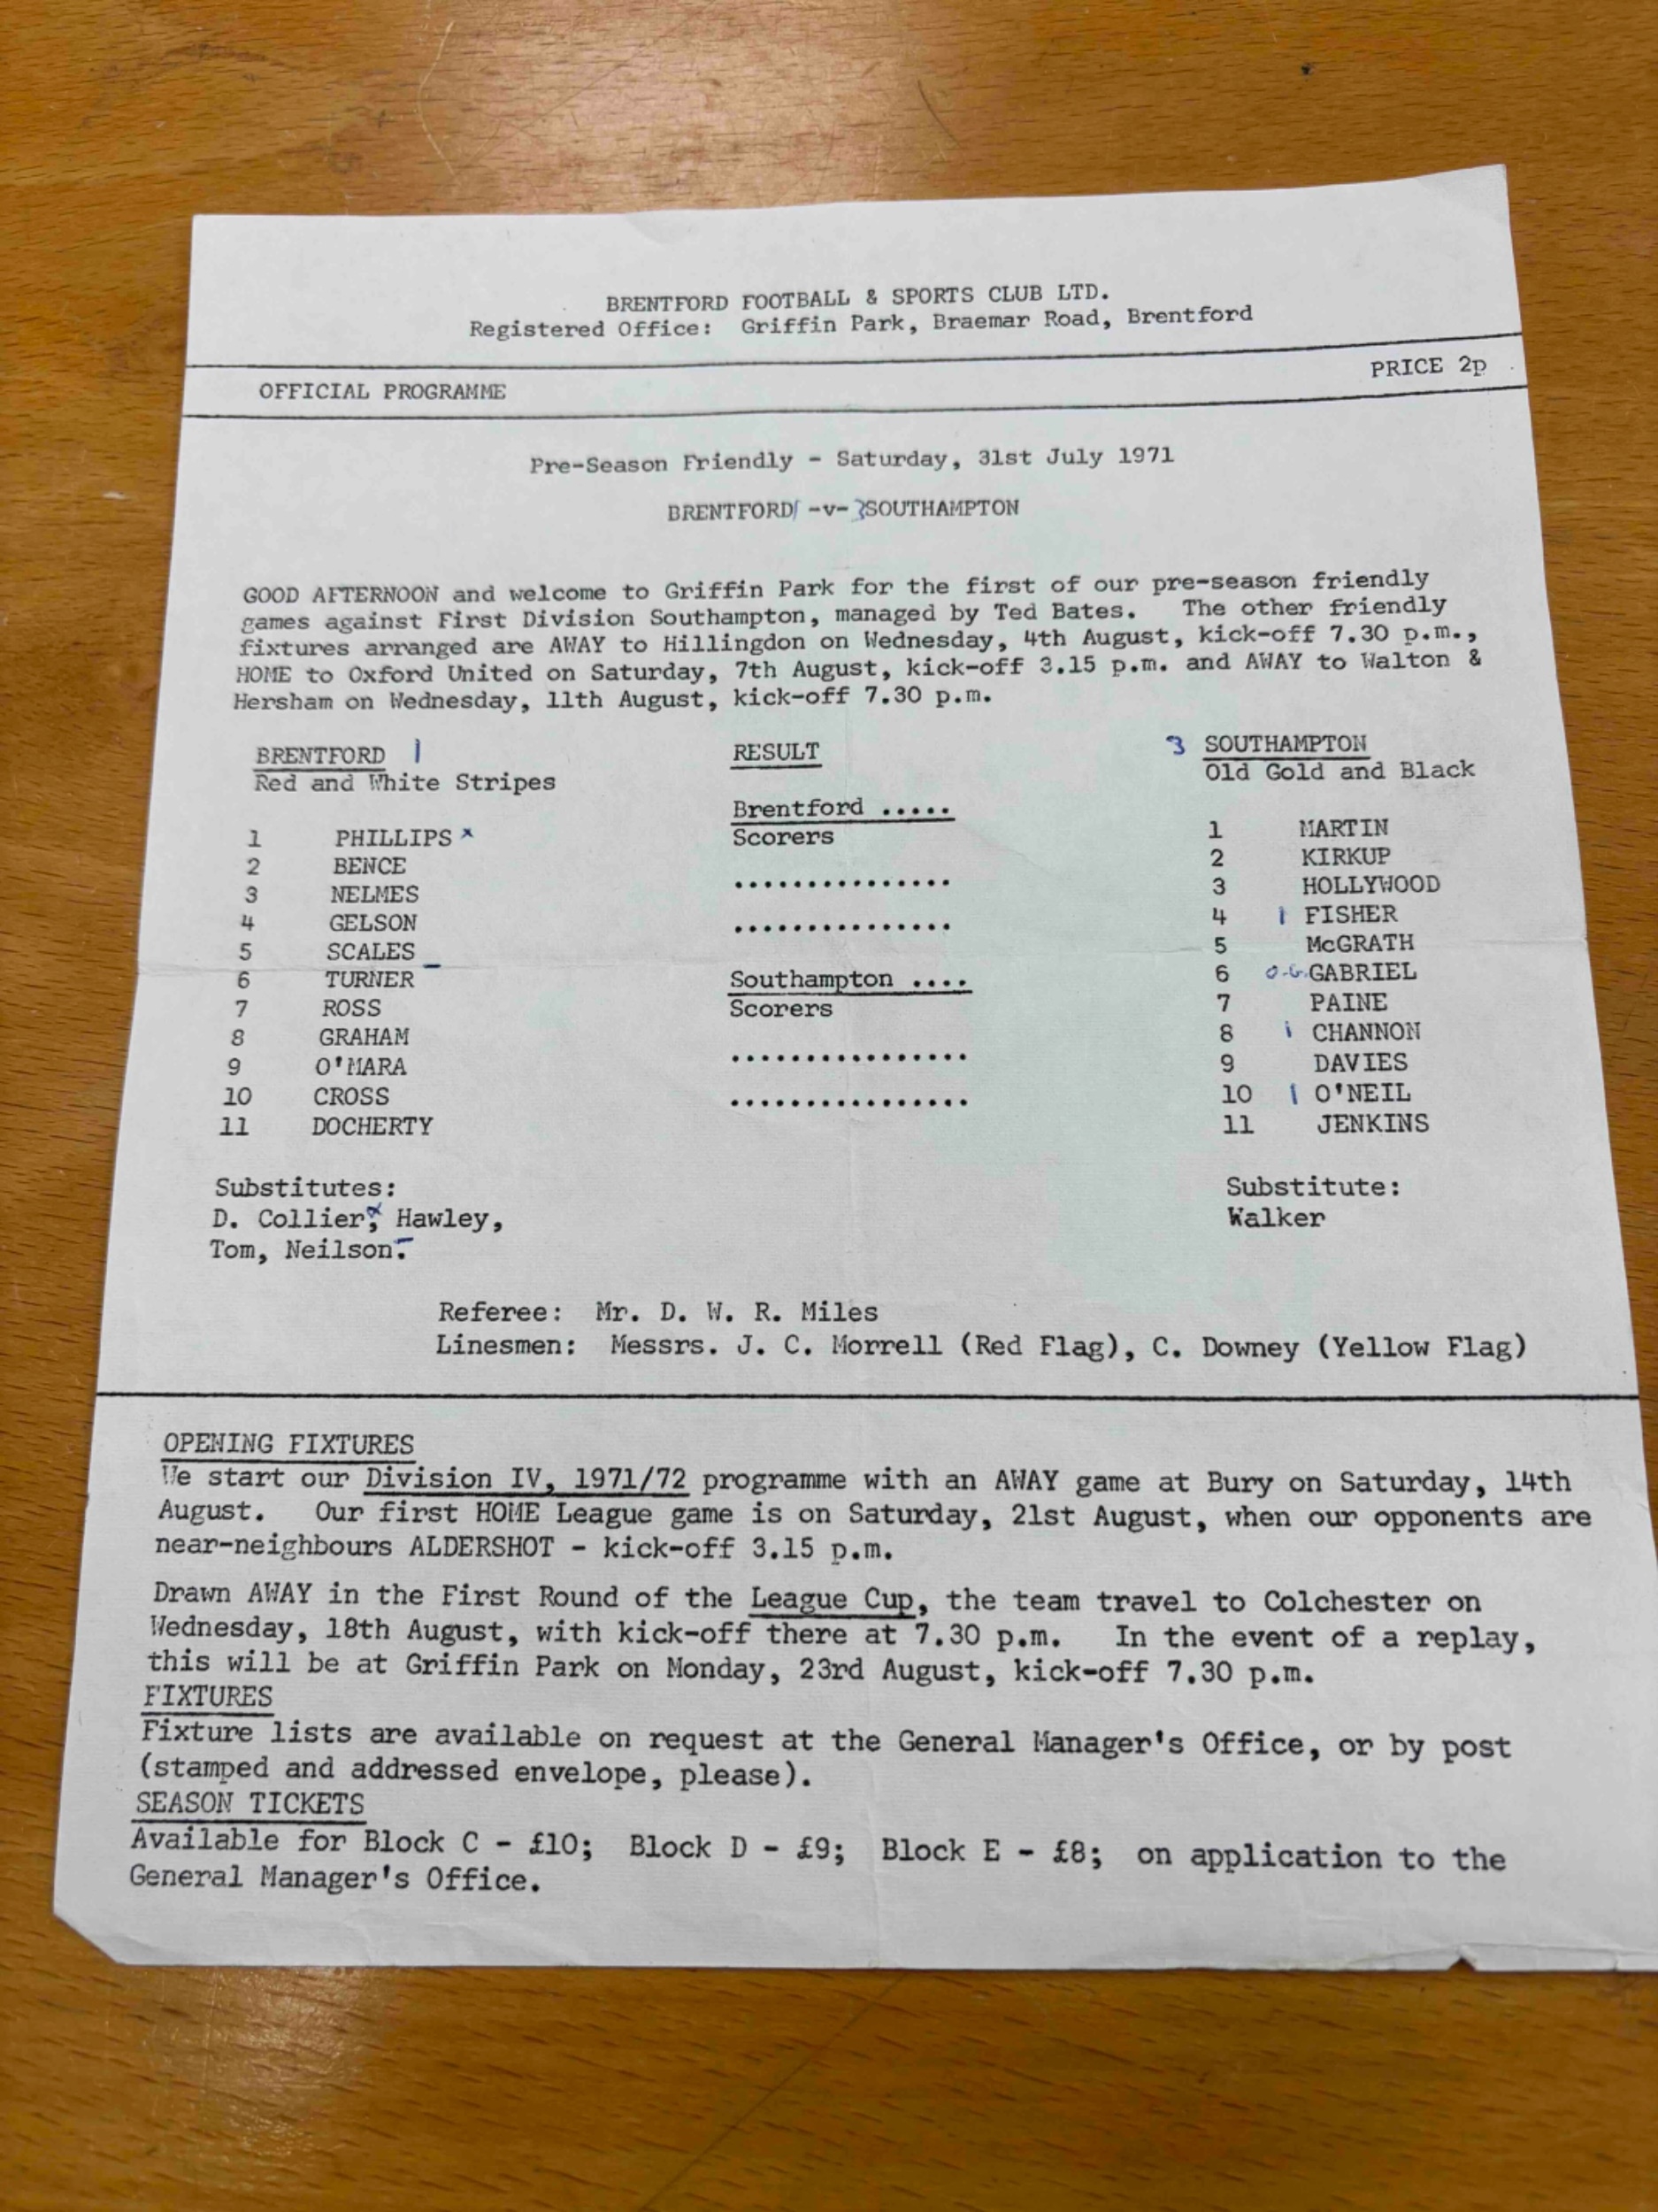 BRENTFORD FOOTBALL & SPORTS CLUB LTD.
Registered Office: Griffin Park, Braemar Road, Brentford
OFFICIAL PROGRAMME PRICE 2p
Pre-Season Friendly - Saturday, 31st July 1971
BRENTFORD 1 -v- 3 SOUTHAMPTON
GOOD AFTERNOON and welcome to Griffin Park for the first of our pre-season friendly
games against First Division Southampton, managed by Ted Bates. The other friendly
fixtures arranged are AWAY to Hillingdon on Wednesday, 4th August, kick-off 7.30 p.m.,
HOME to Oxford United on Saturday, 7th August, kick-off 3.15 p.m. and AWAY to Walton &
Hersham on Wednesday, 11th August, kick-off 7.30 p.m.
BRENTFORD 1
Red and White Stripes
1 PHILLIPS x
2 BENCE
3 NELMES
4 GELSON
5 SCALES
6 TURNER
7 ROSS
8 GRAHAM
9 O'MARA
10 CROSS
11 DOCHERTY
Substitutes:
D. Collier, x Hawley,
Tom, Neilson.
RESULT
Brentford .....
Scorers
...............
...............
Southampton ....
Scorers
................
................
3 SOUTHAMPTON
Old Gold and Black
1 MARTIN
2 KIRKUP
3 HOLLYWOOD
4 1 FISHER
5 McGRATH
6 O.G. GABRIEL
7 PAINE
8 1 CHANNON
9 DAVIES
10 1 O'NEIL
11 JENKINS
Substitute:
Walker
Referee: Mr. D. W. R. Miles
Linesmen: Messrs. J. C. Morrell (Red Flag), C. Downey (Yellow Flag)
OPENING FIXTURES
We start our Division IV, 1971/72 programme with an AWAY game at Bury on Saturday, 14th
August. Our first HOME League game is on Saturday, 21st August, when our opponents are
near-neighbours ALDERSHOT - kick-off 3.15 p.m.
Drawn AWAY in the First Round of the League Cup, the team travel to Colchester on
Wednesday, 18th August, with kick-off there at 7.30 p.m. In the event of a replay,
this will be at Griffin Park on Monday, 23rd August, kick-off 7.30 p.m.
FIXTURES
Fixture lists are available on request at the General Manager's Office, or by post
(stamped and addressed envelope, please).
SEASON TICKETS
Available for Block C - £10; Block D - £9; Block E - £8; on application to the
General Manager's Office.